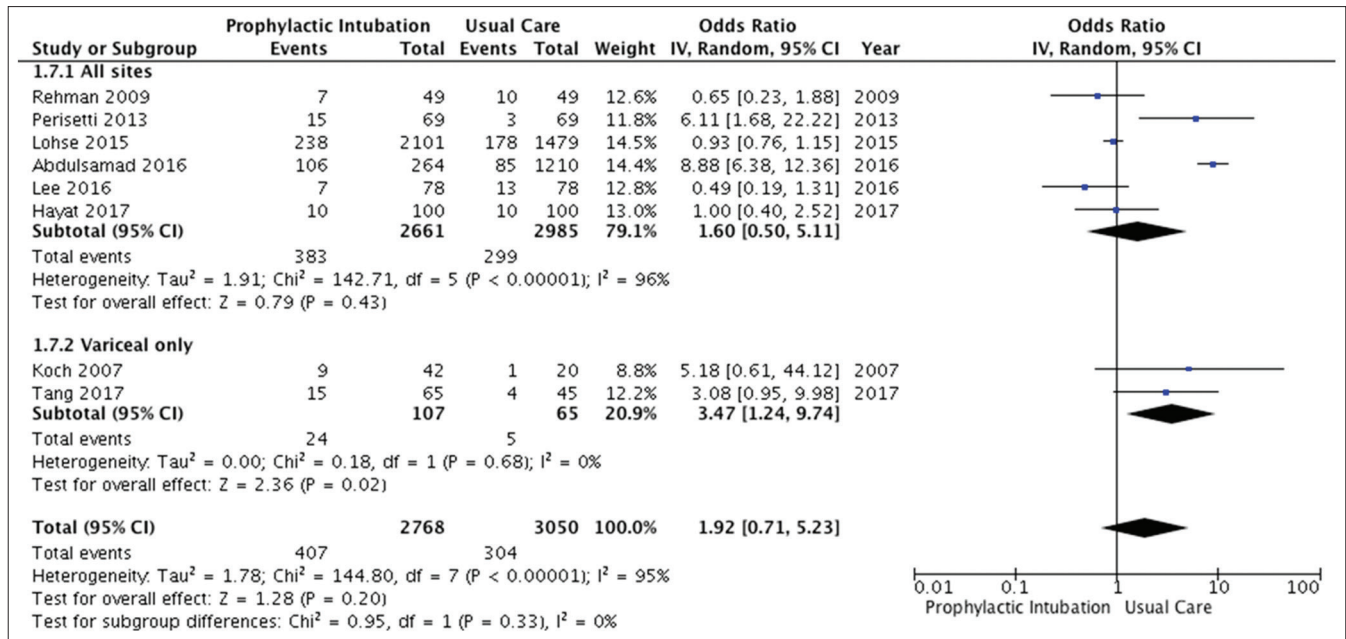 Prophylactic Intubation Usual Care Odds Ratio Odds Ratio
Study or Subgroup Events Total Events Total Weight IV, Random, 95% CI Year IV, Random, 95% CI
1.7.1 All sites
Rehman 2009 7 49 10 49 12.6% 0.65 [0.23, 1.88] 2009
Perisetti 2013 15 69 3 69 11.8% 6.11 [1.68, 22.22] 2013
Lohse 2015 238 2101 178 1479 14.5% 0.93 [0.76, 1.15] 2015
Abdulsamad 2016 106 264 85 1210 14.4% 8.88 [6.38, 12.36] 2016
Lee 2016 7 78 13 78 12.8% 0.49 [0.19, 1.31] 2016
Hayat 2017 10 100 10 100 13.0% 1.00 [0.40, 2.52] 2017
Subtotal (95% CI) 2661 2985 79.1% 1.60 [0.50, 5.11]
Total events 383 299
Heterogeneity: Tau² = 1.91; Chi² = 142.71, df = 5 (P < 0.00001); I² = 96%
Test for overall effect: Z = 0.79 (P = 0.43)
1.7.2 Variceal only
Koch 2007 9 42 1 20 8.8% 5.18 [0.61, 44.12] 2007
Tang 2017 15 65 4 45 12.2% 3.08 [0.95, 9.98] 2017
Subtotal (95% CI) 107 65 20.9% 3.47 [1.24, 9.74]
Total events 24 5
Heterogeneity: Tau² = 0.00; Chi² = 0.18, df = 1 (P = 0.68); I² = 0%
Test for overall effect: Z = 2.36 (P = 0.02)
Total (95% CI) 2768 3050 100.0% 1.92 [0.71, 5.23]
Total events 407 304
Heterogeneity: Tau² = 1.78; Chi² = 144.80, df = 7 (P < 0.00001); I² = 95%
Test for overall effect: Z = 1.28 (P = 0.20)
Test for subgroup differences: Chi² = 0.95, df = 1 (P = 0.33), I² = 0%
0.01 0.1 1 10 100
Prophylactic Intubation Usual Care